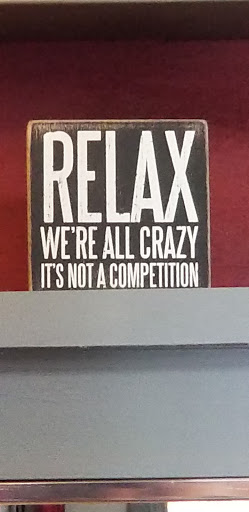 RELAX
WE'RE ALL CRAZY
IT'S NOT A COMPETITION